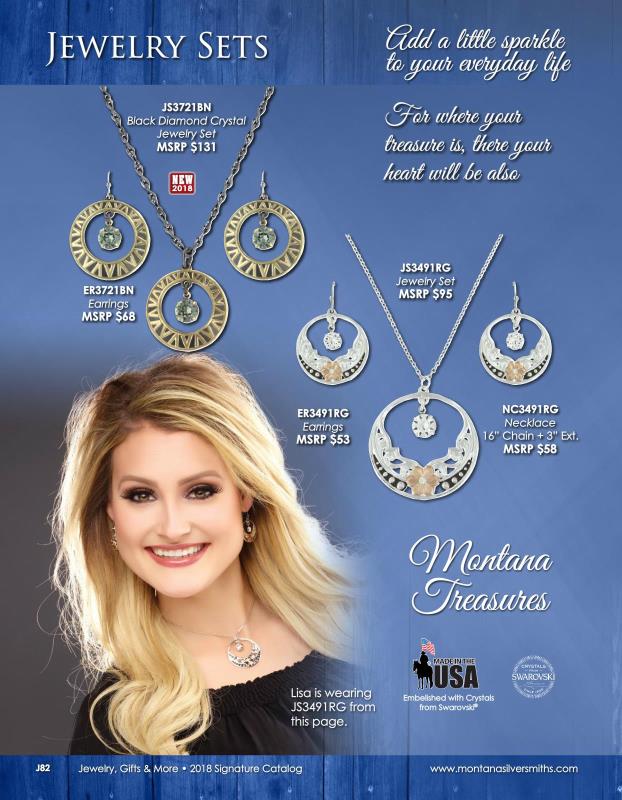 Jewelry Sets
Add a little sparkle
to your everyday life
For where your
treasure is, there your
heart will be also
JS3721BN
Black Diamond Crystal
Jewelry Set
MSRP $131
NEW
2018
ER3721BN
Earrings
MSRP $68
JS3491RG
Jewelry Set
MSRP $95
ER3491RG
Earrings
MSRP $53
NC3491RG
Necklace
16" Chain + 3" Ext.
MSRP $58
Montana
Treasures
MADE IN THE
USA
Embelished with Crystals
from Swarovski®
CRYSTALS
FROM
SWAROVSKI
Lisa is wearing
JS3491RG from
this page.
J82 Jewelry, Gifts & More • 2018 Signature Catalog www.montanasilversmiths.com